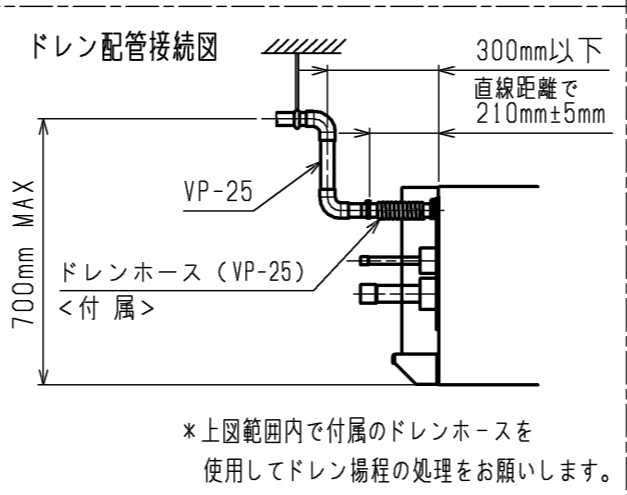 ドレン配管接続図
300mm以下
直線距離で
210mm±5mm
VP-25
700mm MAX
ドレンホース（VP-25）
<付 属>
*上図範囲内で付属のドレンホースを
使用してドレン揚程の処理をお願いします。